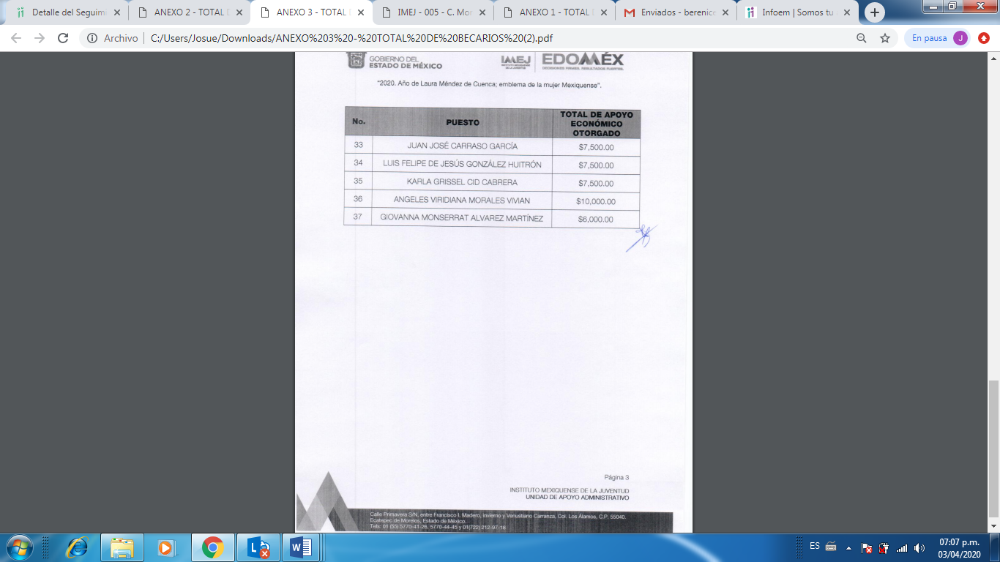 Detalle del Seguimi
ANEXO 2 - TOTAL D
ANEXO 3 - TOTAL D
IMEJ - 005 - C. Mor
ANEXO 1 - TOTAL D
Enviados - berenice
Infoem | Somos tu
Archivo
C:/Users/Josue/Downloads/ANEXO%203%20-%20TOTAL%20DE%20BECARIOS%20(2).pdf
En pausa J
GOBIERNO DEL
ESTADO DE MÉXICO
IMEJ
EDOMÉX
DECISIONES FIRMES, RESULTADOS FUERTES.
"2020. Año de Laura Méndez de Cuenca; emblema de la mujer Mexiquense".
No. PUESTO TOTAL DE APOYO
ECONÓMICO
OTORGADO
33 JUAN JOSÉ CARRASO GARCÍA $7,500.00
34 LUIS FELIPE DE JESÚS GONZÁLEZ HUITRÓN $7,500.00
35 KARLA GRISSEL CID CABRERA $7,500.00
36 ANGELES VIRIDIANA MORALES VIVIAN $10,000.00
37 GIOVANNA MONSERRAT ALVAREZ MARTÍNEZ $6,000.00
Página 3
INSTITUTO MEXIQUENSE DE LA JUVENTUD
UNIDAD DE APOYO ADMINISTRATIVO
Calle Primavera S/N, entre Francisco I. Madero, invierno y Venustiano Carranza, Col. Los Álamos, C.P. 55040.
Ecatepec de Morelos, Estado de México.
Tels: 01 (55) 5770-41-26, 5770-44-45 y 01(722) 212-97-18
ES
07:07 p.m.
03/04/2020